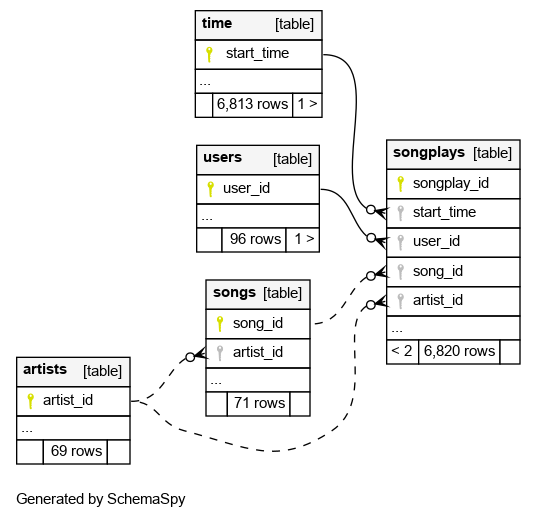 time [table]
start_time
...
6,813 rows 1 >
users [table]
user_id
...
96 rows 1 >
songplays [table]
songplay_id
start_time
user_id
song_id
artist_id
...
< 2 6,820 rows
songs [table]
song_id
artist_id
...
71 rows
artists [table]
artist_id
...
69 rows
Generated by SchemaSpy